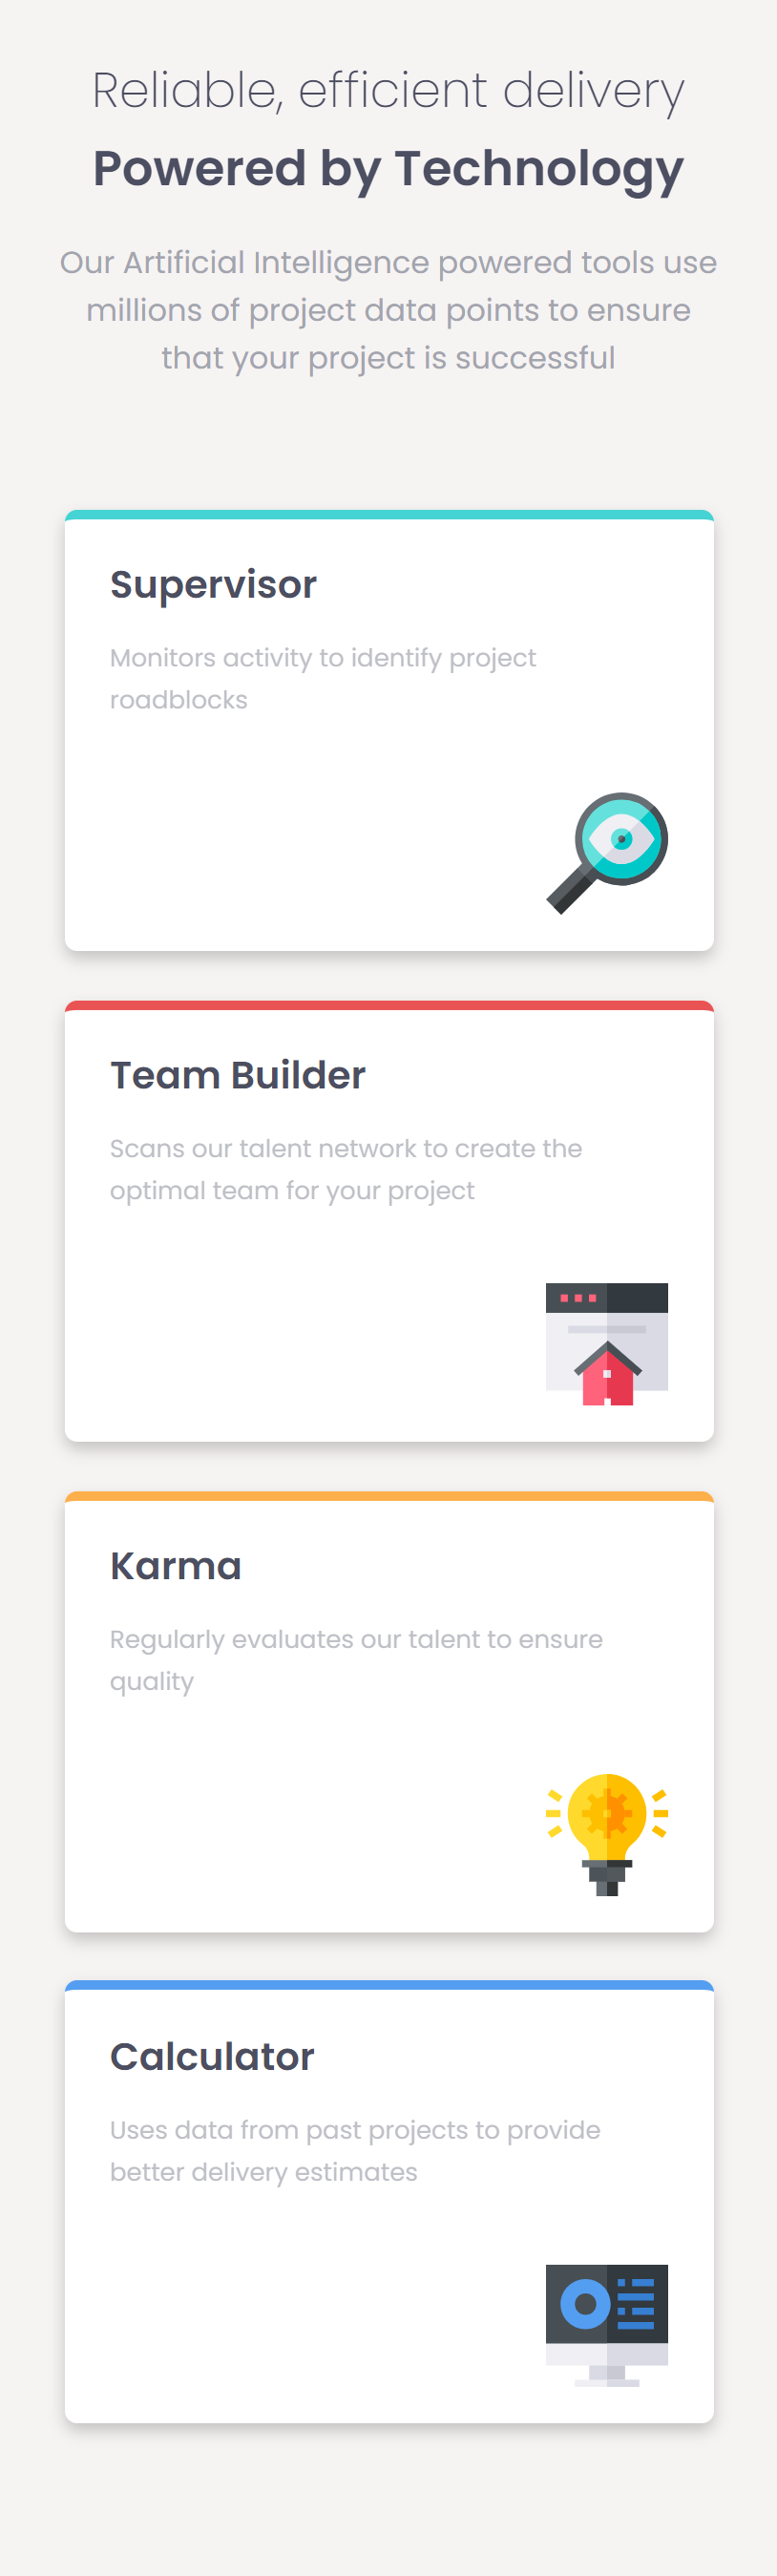 Reliable, efficient delivery
Powered by Technology
Our Artificial Intelligence powered tools use
millions of project data points to ensure
that your project is successful
Supervisor
Monitors activity to identify project
roadblocks
Team Builder
Scans our talent network to create the
optimal team for your project
Karma
Regularly evaluates our talent to ensure
quality
Calculator
Uses data from past projects to provide
better delivery estimates